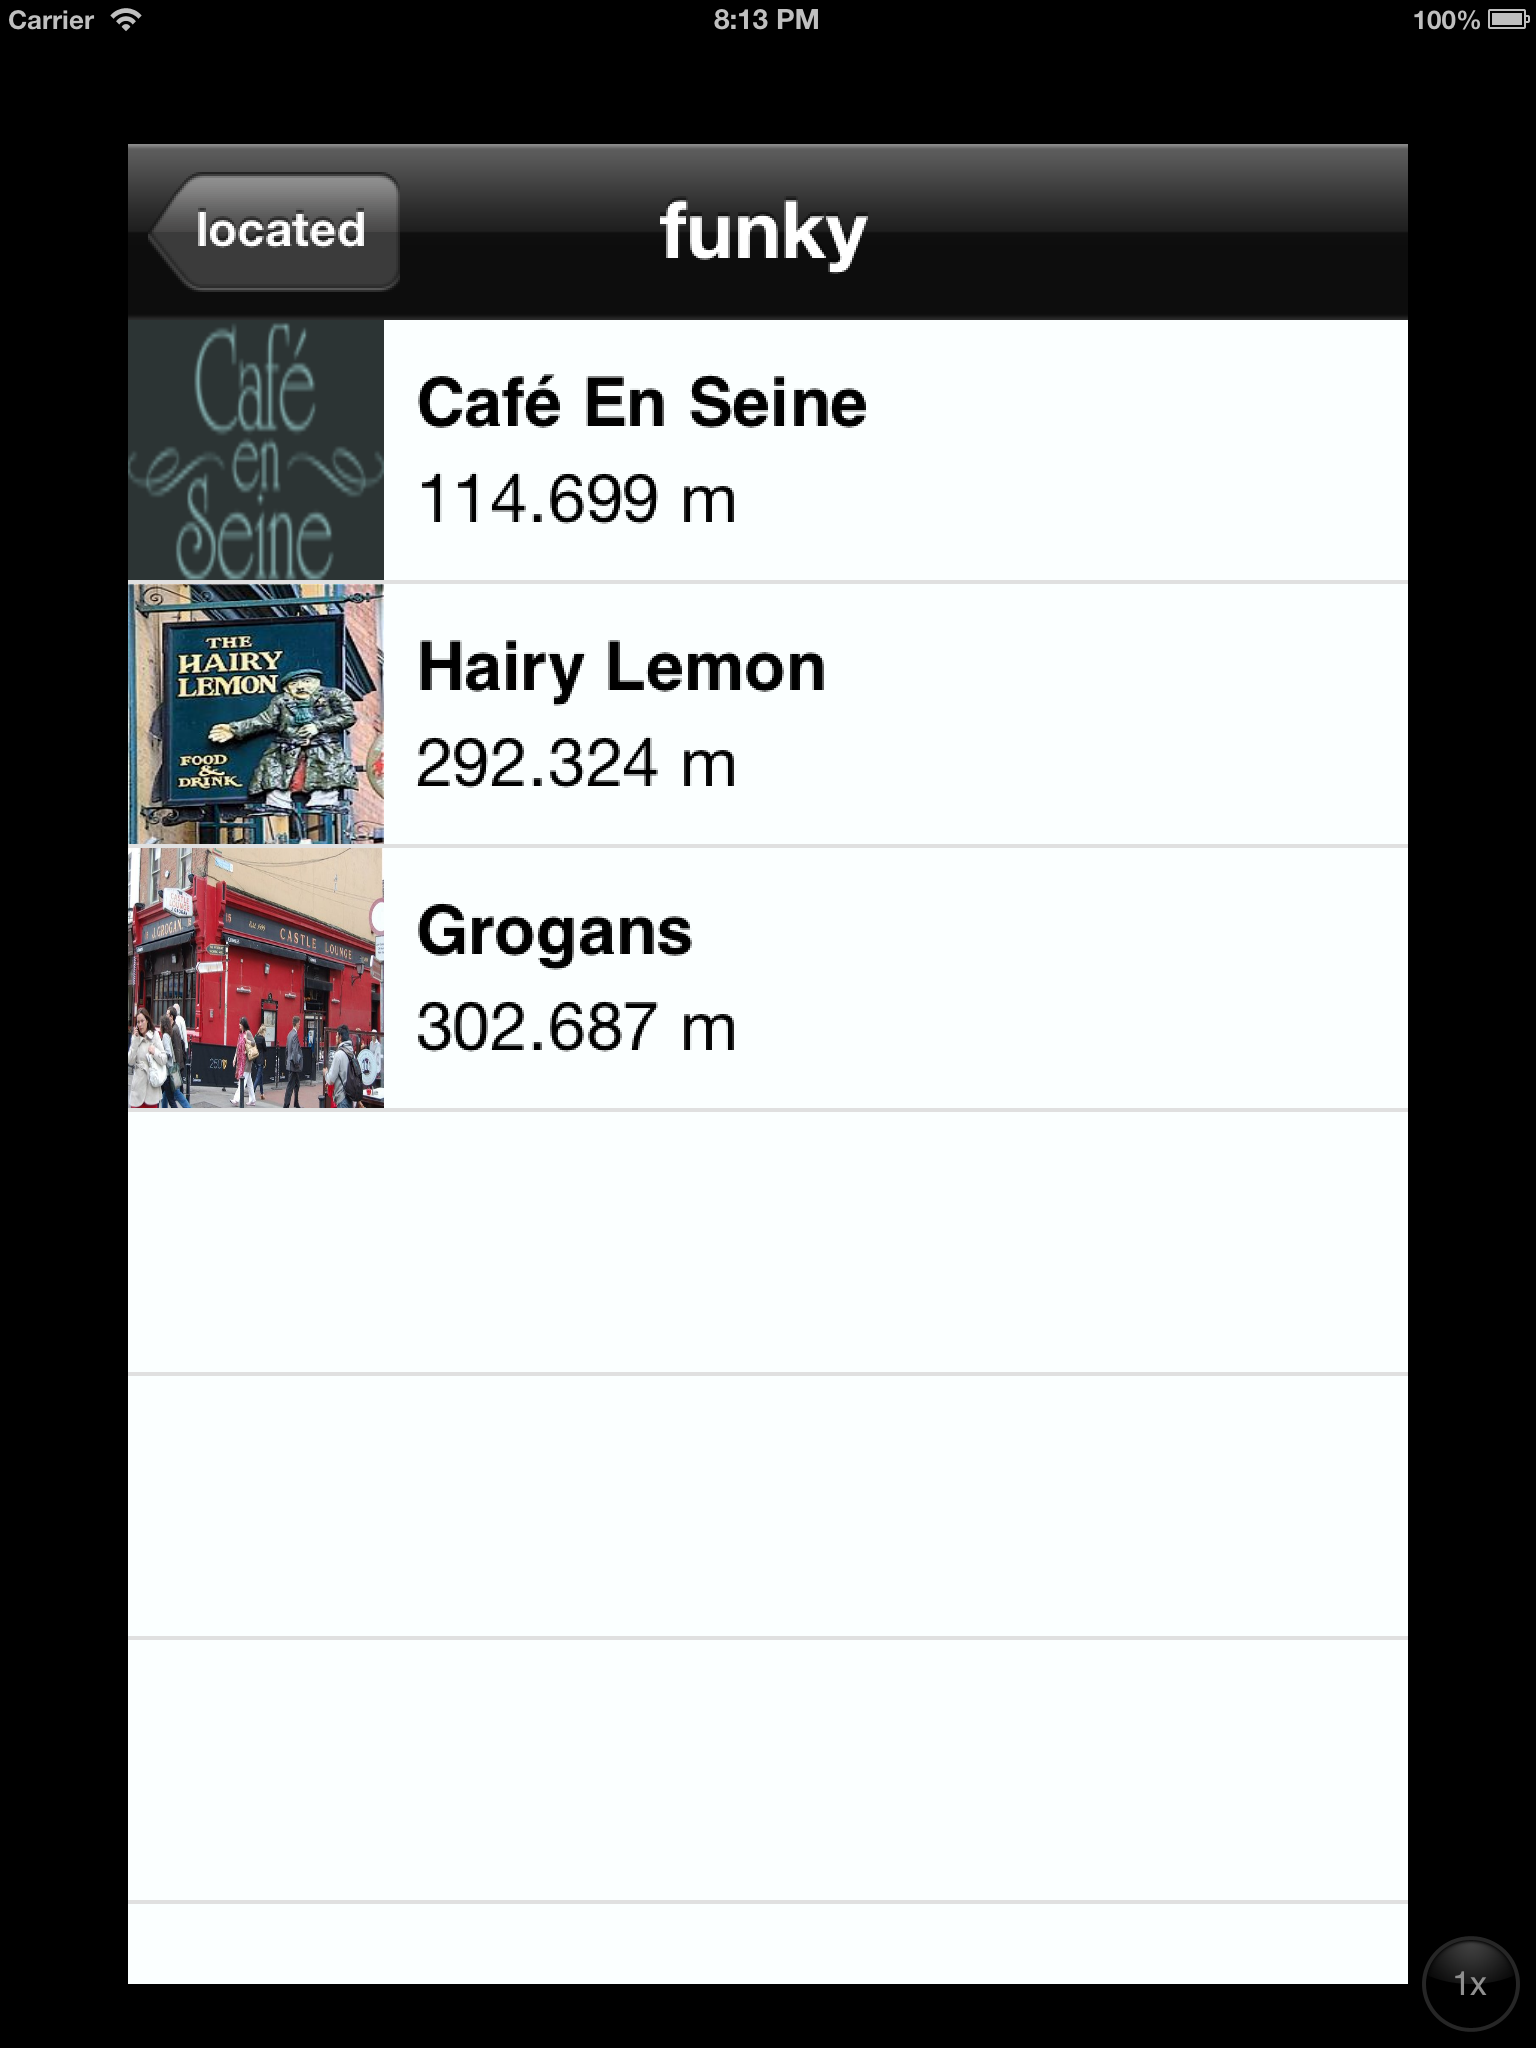 Carrier 8:13 PM 100%
located funky
Café
en
Seine
Café En Seine
114.699 m
THE
HAIRY
LEMON
FOOD
&
DRINK
Hairy Lemon
292.324 m
J.GROGAN
CASTLE LOUNGE
Grogans
302.687 m
1x